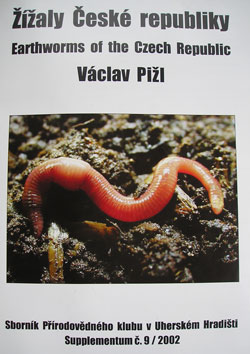 Žížaly České republiky
Earthworms of the Czech Republic
Václav Pižl
Sborník Přírodovědného klubu v Uherském Hradišti
Supplementum č. 9 / 2002